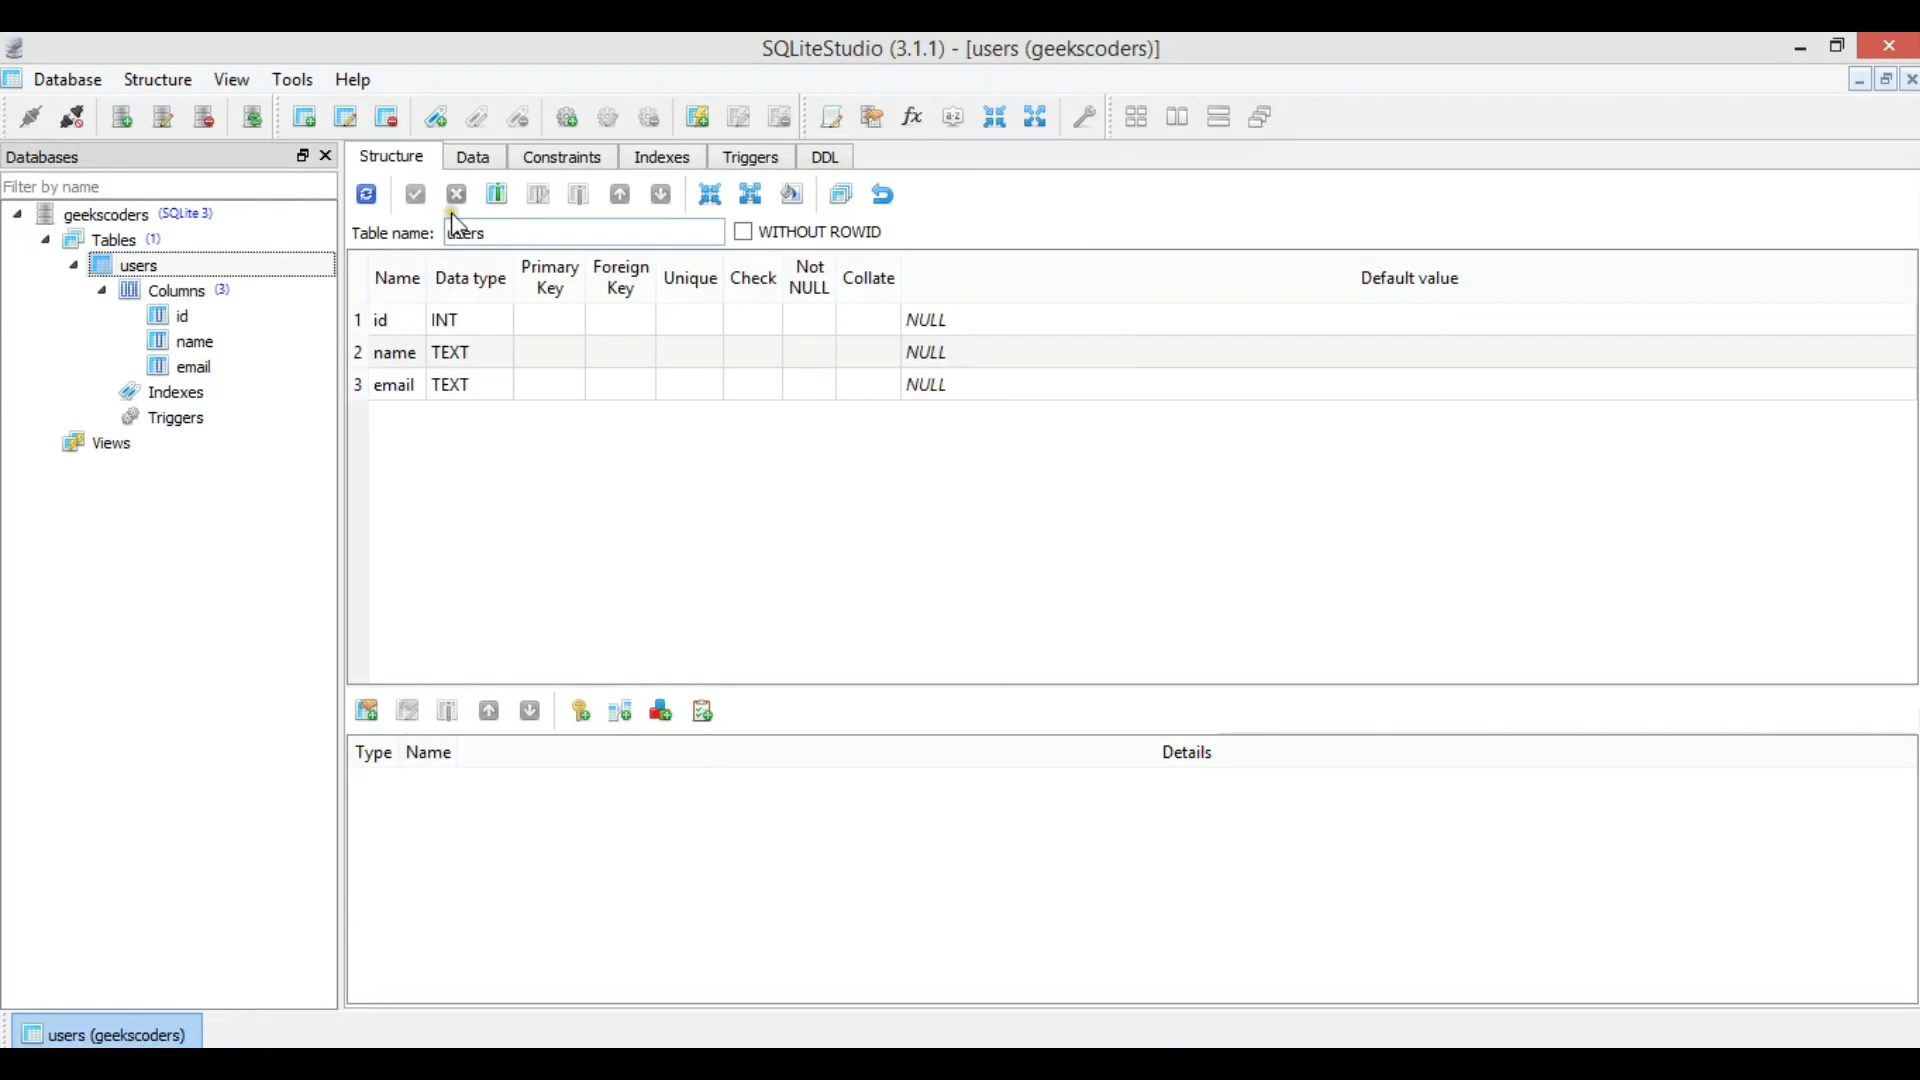 SQLiteStudio (3.1.1) - [users (geekscoders)]
Database Structure View Tools Help
Databases
Filter by name
geekscoders (SQLite 3)
Tables (1)
users
Columns (3)
id
name
email
Indexes
Triggers
Views
Structure Data Constraints Indexes Triggers DDL
Table name: users WITHOUT ROWID
Name Data type Primary Key Foreign Key Unique Check Not NULL Collate Default value
1 id INT NULL
2 name TEXT NULL
3 email TEXT NULL
Type Name Details
users (geekscoders)